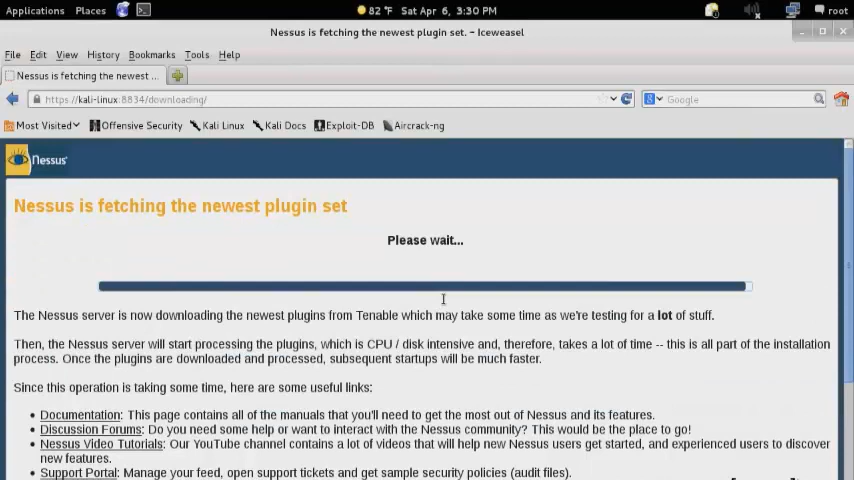 Applications Places 82 °F Sat Apr 6, 3:30 PM root
Nessus is fetching the newest plugin set. - Iceweasel
File Edit View History Bookmarks Tools Help
Nessus is fetching the newest ...
https://kali-linux:8834/downloading/ Google
Most Visited Offensive Security Kali Linux Kali Docs Exploit-DB Aircrack-ng
Nessus
Nessus is fetching the newest plugin set
Please wait...
The Nessus server is now downloading the newest plugins from Tenable which may take some time as we're testing for a lot of stuff.
Then, the Nessus server will start processing the plugins, which is CPU / disk intensive and, therefore, takes a lot of time -- this is all part of the installation
process. Once the plugins are downloaded and processed, subsequent startups will be much faster.
Since this operation is taking some time, here are some useful links:
• Documentation: This page contains all of the manuals that you'll need to get the most out of Nessus and its features.
• Discussion Forums: Do you need some help or want to interact with the Nessus community? This would be the place to go!
• Nessus Video Tutorials: Our YouTube channel contains a lot of videos that will help new Nessus users get started, and experienced users to discover
new features.
• Support Portal: Manage your feed, open support tickets and get sample security policies (audit files).